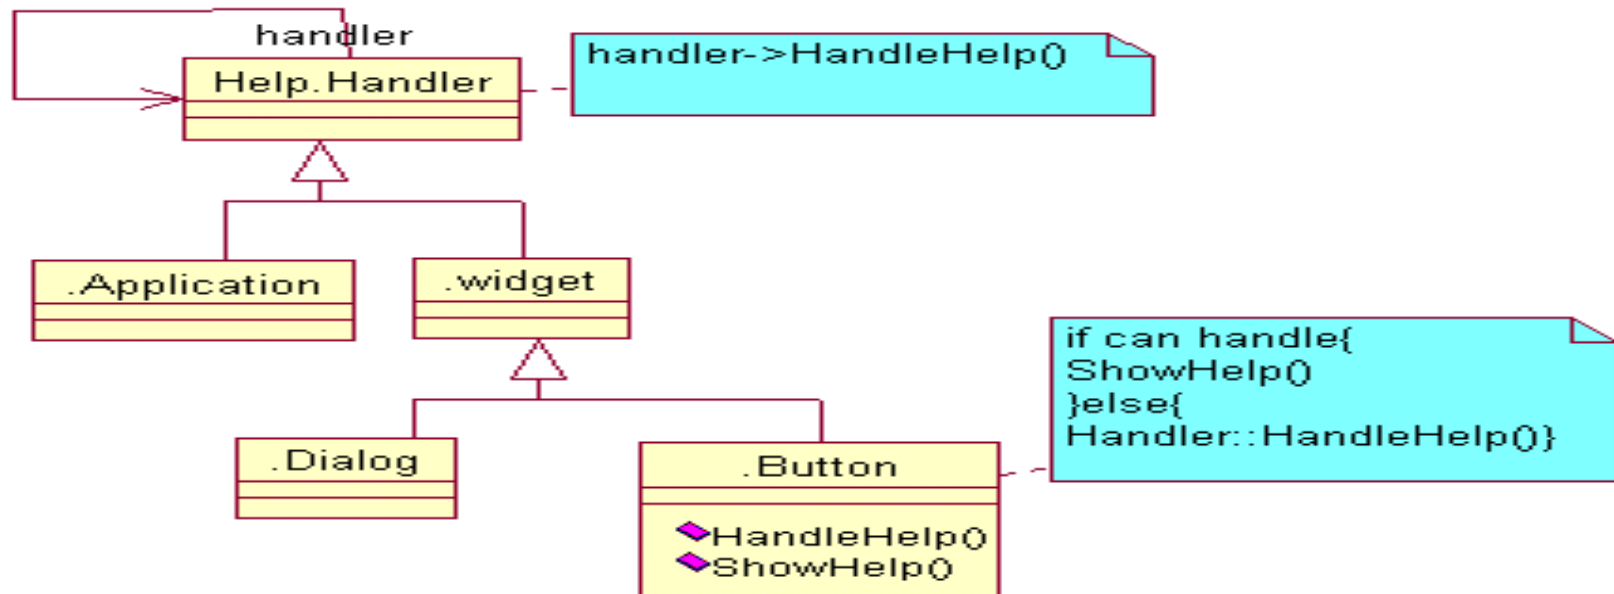 handler
Help.Handler
handler->HandleHelp()
.Application
.widget
if can handle{
ShowHelp()
}else{
Handler::HandleHelp()}
.Dialog
.Button
HandleHelp()
ShowHelp()